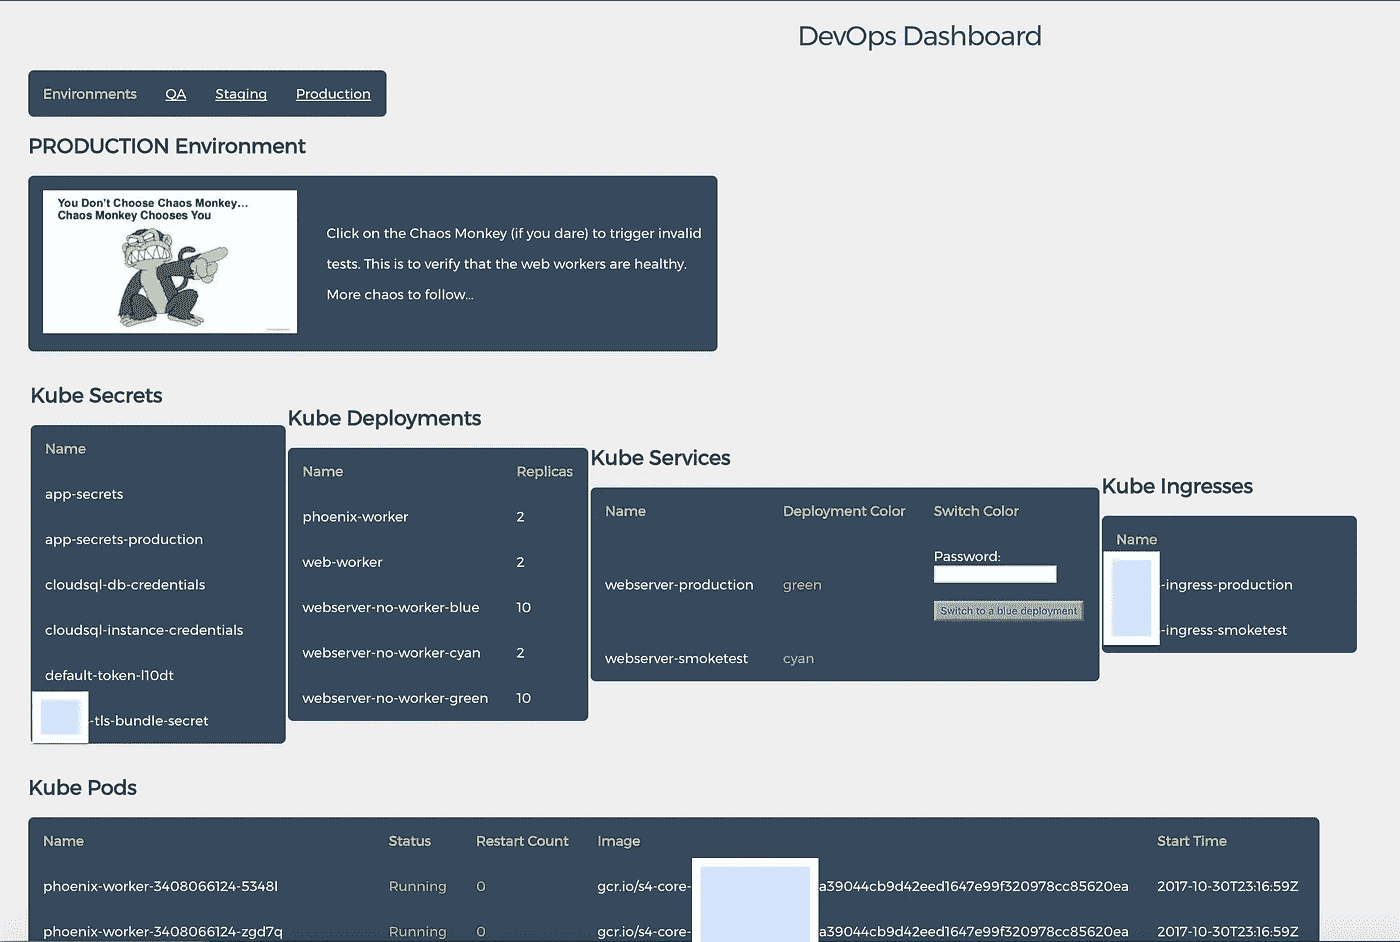 DevOps Dashboard
Environments QA Staging Production
PRODUCTION Environment
You Don't Choose Chaos Monkey...
Chaos Monkey Chooses You
Click on the Chaos Monkey (if you dare) to trigger invalid
tests. This is to verify that the web workers are healthy.
More chaos to follow...
Kube Secrets
Name
app-secrets
app-secrets-production
cloudsql-db-credentials
cloudsql-instance-credentials
default-token-l10dt
-tls-bundle-secret
Kube Deployments
Name Replicas
phoenix-worker 2
web-worker 2
webserver-no-worker-blue 10
webserver-no-worker-cyan 2
webserver-no-worker-green 10
Kube Services
Name Deployment Color Switch Color
Password:
webserver-production green
Switch to a blue deployment
webserver-smoketest cyan
Kube Ingresses
Name
-ingress-production
-ingress-smoketest
Kube Pods
Name Status Restart Count Image Start Time
phoenix-worker-3408066124-5348l Running 0 gcr.io/s4-core- a39044cb9d42eed1647e99f320978cc85620ea 2017-10-30T23:16:59Z
phoenix-worker-3408066124-zgd7q Running 0 gcr.io/s4-core- a39044cb9d42eed1647e99f320978cc85620ea 2017-10-30T23:16:59Z